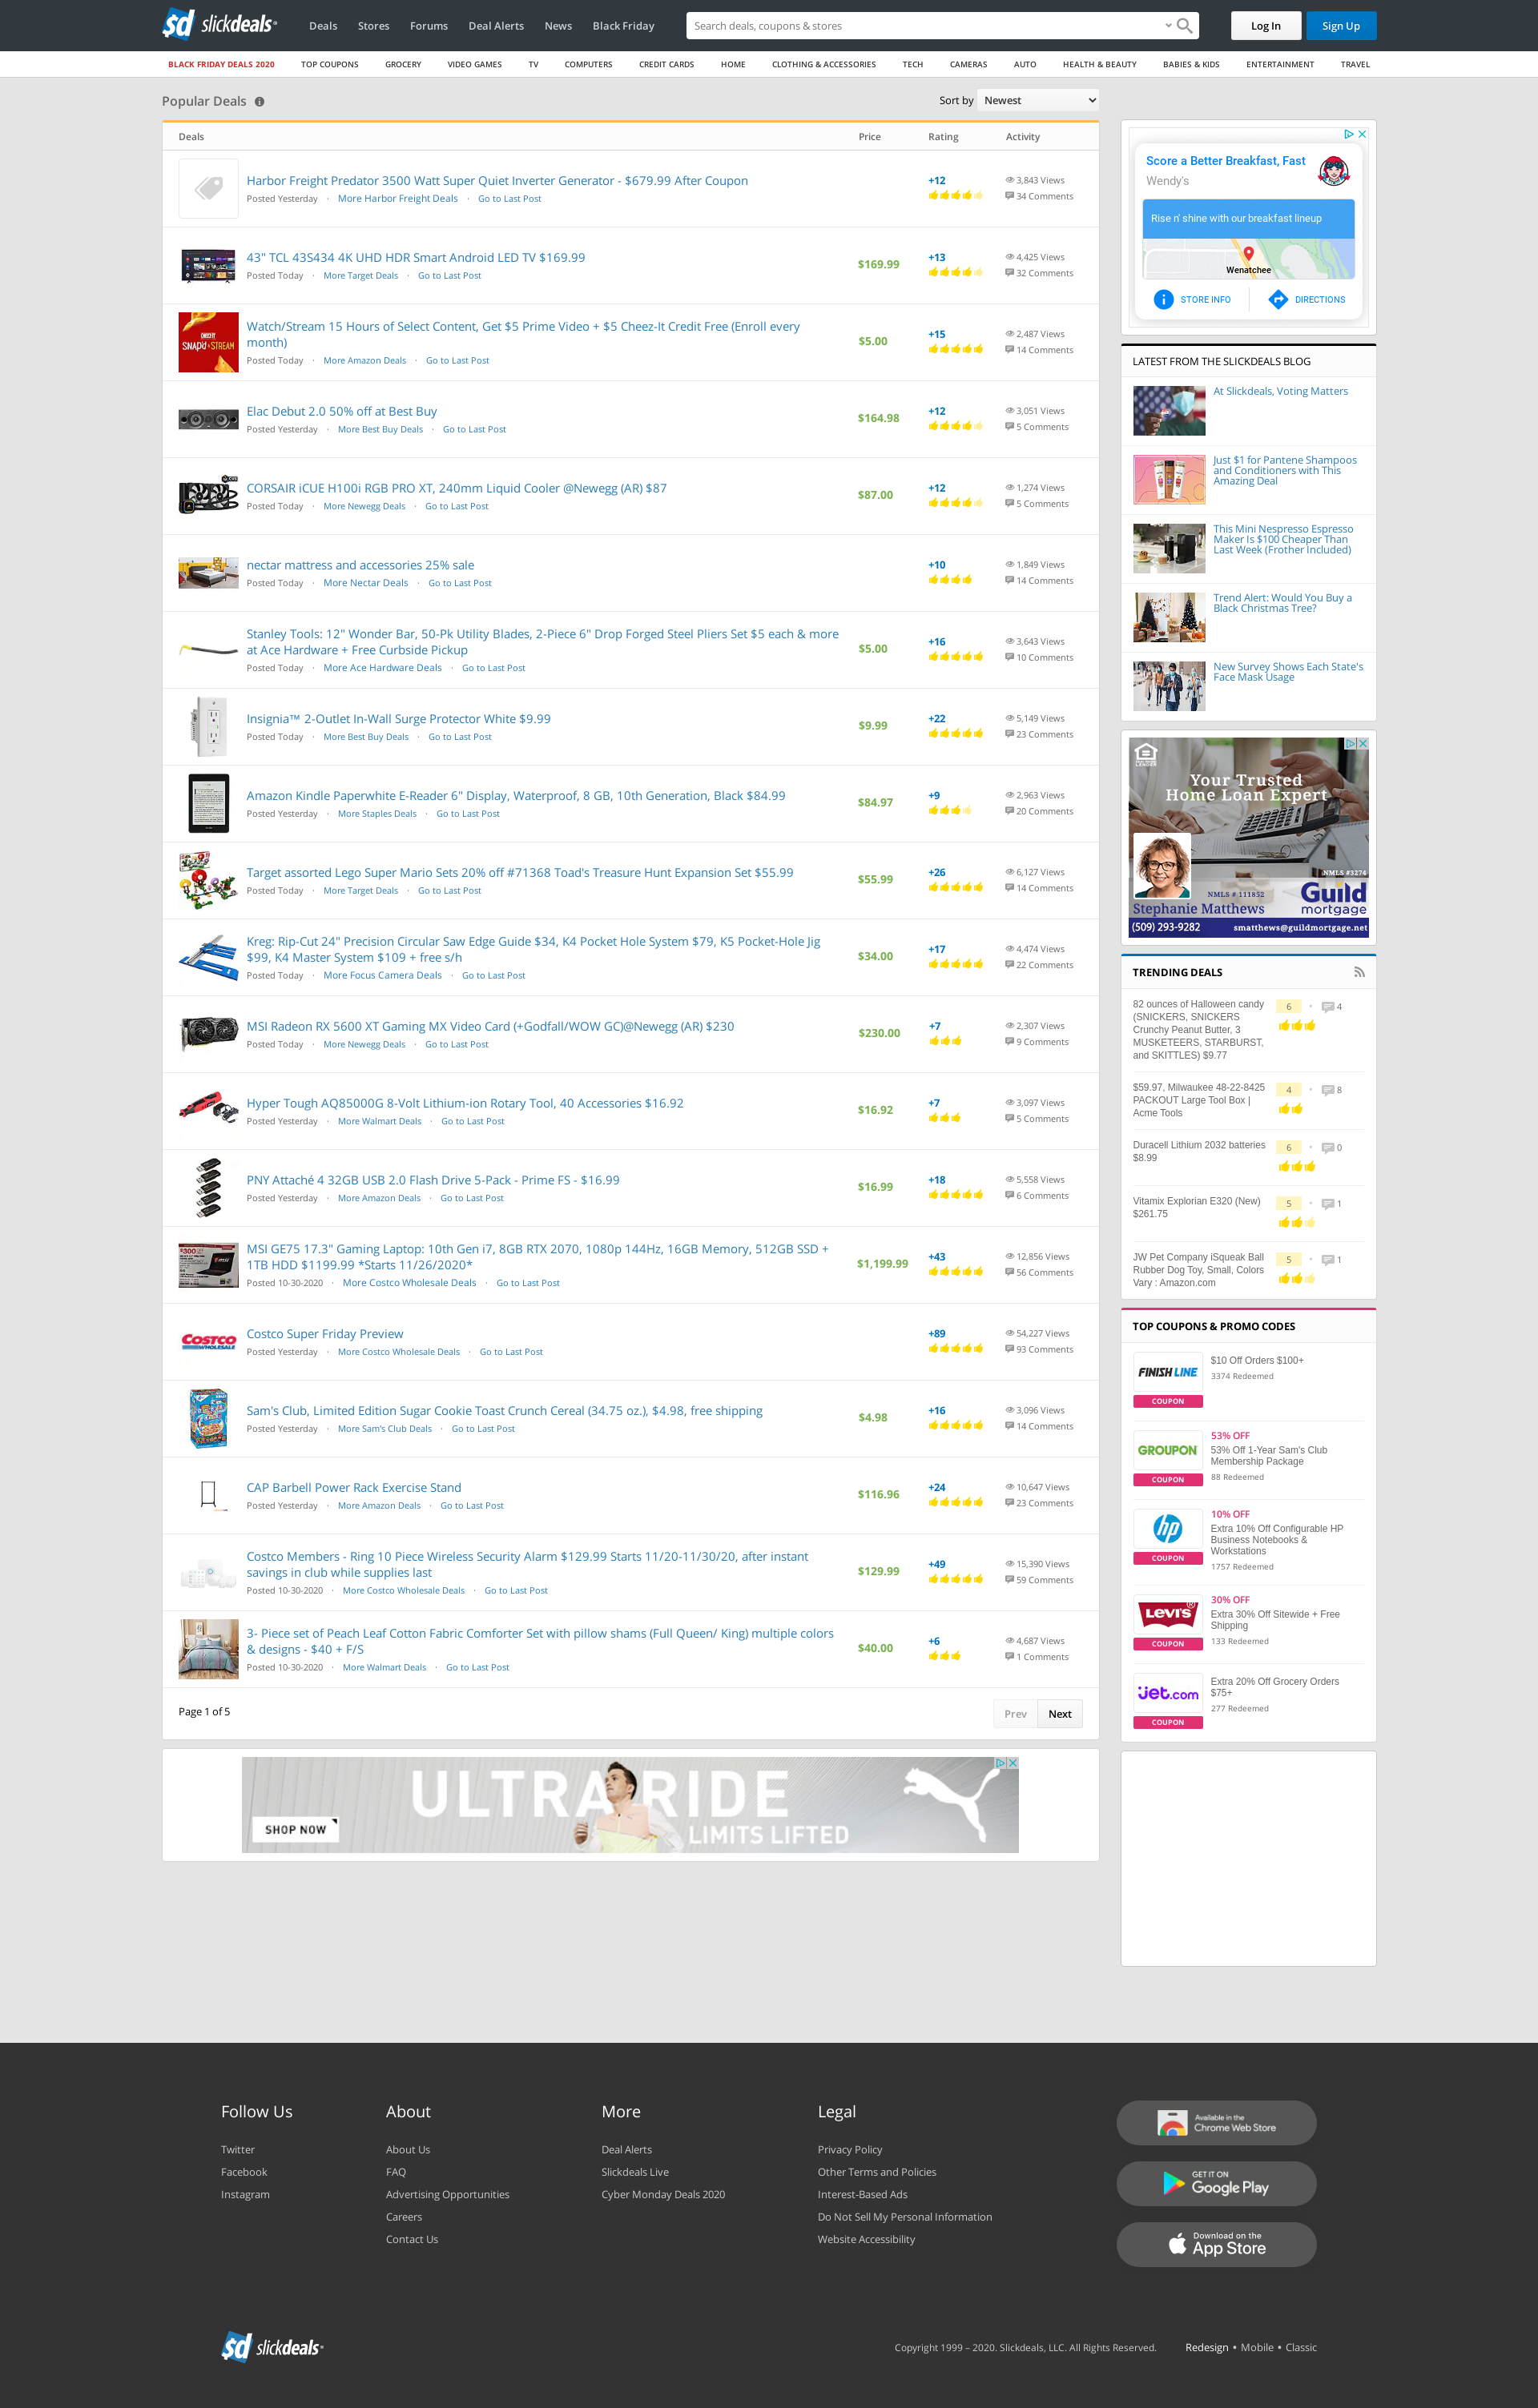 sd slickdeals
Deals Stores Forums Deal Alerts News Black Friday
Search deals, coupons & stores
Log In
Sign Up
BLACK FRIDAY DEALS 2020 TOP COUPONS GROCERY VIDEO GAMES TV COMPUTERS CREDIT CARDS HOME CLOTHING & ACCESSORIES TECH CAMERAS AUTO HEALTH & BEAUTY BABIES & KIDS ENTERTAINMENT TRAVEL
Popular Deals
Sort by Newest
Deals Price Rating Activity
Harbor Freight Predator 3500 Watt Super Quiet Inverter Generator - $679.99 After Coupon
Posted Yesterday · More Harbor Freight Deals · Go to Last Post
+12
3,843 Views
34 Comments
43" TCL 43S434 4K UHD HDR Smart Android LED TV $169.99
Posted Today · More Target Deals · Go to Last Post
$169.99
+13
4,425 Views
32 Comments
Watch/Stream 15 Hours of Select Content, Get $5 Prime Video + $5 Cheez-It Credit Free (Enroll every
month)
Posted Today · More Amazon Deals · Go to Last Post
$5.00
+15
2,487 Views
14 Comments
Elac Debut 2.0 50% off at Best Buy
Posted Yesterday · More Best Buy Deals · Go to Last Post
$164.98
+12
3,051 Views
5 Comments
CORSAIR iCUE H100i RGB PRO XT, 240mm Liquid Cooler @Newegg (AR) $87
Posted Today · More Newegg Deals · Go to Last Post
$87.00
+12
1,274 Views
5 Comments
nectar mattress and accessories 25% sale
Posted Today · More Nectar Deals · Go to Last Post
+10
1,849 Views
14 Comments
Stanley Tools: 12" Wonder Bar, 50-Pk Utility Blades, 2-Piece 6" Drop Forged Steel Pliers Set $5 each & more
at Ace Hardware + Free Curbside Pickup
Posted Today · More Ace Hardware Deals · Go to Last Post
$5.00
+16
3,643 Views
10 Comments
Insignia™ 2-Outlet In-Wall Surge Protector White $9.99
Posted Today · More Best Buy Deals · Go to Last Post
$9.99
+22
5,149 Views
23 Comments
Amazon Kindle Paperwhite E-Reader 6" Display, Waterproof, 8 GB, 10th Generation, Black $84.99
Posted Yesterday · More Staples Deals · Go to Last Post
$84.97
+9
2,963 Views
20 Comments
Target assorted Lego Super Mario Sets 20% off #71368 Toad's Treasure Hunt Expansion Set $55.99
Posted Today · More Target Deals · Go to Last Post
$55.99
+26
6,127 Views
14 Comments
Kreg: Rip-Cut 24" Precision Circular Saw Edge Guide $34, K4 Pocket Hole System $79, K5 Pocket-Hole Jig
$99, K4 Master System $109 + free s/h
Posted Today · More Focus Camera Deals · Go to Last Post
$34.00
+17
4,474 Views
22 Comments
MSI Radeon RX 5600 XT Gaming MX Video Card (+Godfall/WOW GC)@Newegg (AR) $230
Posted Today · More Newegg Deals · Go to Last Post
$230.00
+7
2,307 Views
9 Comments
Hyper Tough AQ85000G 8-Volt Lithium-ion Rotary Tool, 40 Accessories $16.92
Posted Yesterday · More Walmart Deals · Go to Last Post
$16.92
+7
3,097 Views
5 Comments
PNY Attaché 4 32GB USB 2.0 Flash Drive 5-Pack - Prime FS - $16.99
Posted Yesterday · More Amazon Deals · Go to Last Post
$16.99
+18
5,558 Views
6 Comments
MSI GE75 17.3" Gaming Laptop: 10th Gen i7, 8GB RTX 2070, 1080p 144Hz, 16GB Memory, 512GB SSD +
1TB HDD $1199.99 *Starts 11/26/2020*
Posted 10-30-2020 · More Costco Wholesale Deals · Go to Last Post
$1,199.99
+43
12,856 Views
56 Comments
COSTCO WHOLESALE
Costco Super Friday Preview
Posted Yesterday · More Costco Wholesale Deals · Go to Last Post
+89
54,227 Views
93 Comments
Sam's Club, Limited Edition Sugar Cookie Toast Crunch Cereal (34.75 oz.), $4.98, free shipping
Posted Yesterday · More Sam's Club Deals · Go to Last Post
$4.98
+16
3,096 Views
14 Comments
CAP Barbell Power Rack Exercise Stand
Posted Yesterday · More Amazon Deals · Go to Last Post
$116.96
+24
10,647 Views
23 Comments
Costco Members - Ring 10 Piece Wireless Security Alarm $129.99 Starts 11/20-11/30/20, after instant
savings in club while supplies last
Posted 10-30-2020 · More Costco Wholesale Deals · Go to Last Post
$129.99
+49
15,390 Views
59 Comments
3- Piece set of Peach Leaf Cotton Fabric Comforter Set with pillow shams (Full Queen/ King) multiple colors
& designs - $40 + F/S
Posted 10-30-2020 · More Walmart Deals · Go to Last Post
$40.00
+6
4,687 Views
1 Comments
Page 1 of 5
Prev Next
ULTRA RIDE
LIMITS LIFTED
SHOP NOW
Score a Better Breakfast, Fast
Wendy's
Rise n' shine with our breakfast lineup
Wenatchee
STORE INFO DIRECTIONS
LATEST FROM THE SLICKDEALS BLOG
At Slickdeals, Voting Matters
Just $1 for Pantene Shampoos
and Conditioners with This
Amazing Deal
This Mini Nespresso Espresso
Maker Is $100 Cheaper Than
Last Week (Frother Included)
Trend Alert: Would You Buy a
Black Christmas Tree?
New Survey Shows Each State's
Face Mask Usage
Your Trusted
Home Loan Expert
NMLS #3274
NMLS # 111852
Guild
mortgage
Stephanie Matthews
(509) 293-9282 smatthews@guildmortgage.net
TRENDING DEALS
82 ounces of Halloween candy
(SNICKERS, SNICKERS
Crunchy Peanut Butter, 3
MUSKETEERS, STARBURST,
and SKITTLES) $9.77
6 • 4
$59.97, Milwaukee 48-22-8425
PACKOUT Large Tool Box |
Acme Tools
4 • 8
Duracell Lithium 2032 batteries
$8.99
6 • 0
Vitamix Explorian E320 (New)
$261.75
5 • 1
JW Pet Company iSqueak Ball
Rubber Dog Toy, Small, Colors
Vary : Amazon.com
5 • 1
TOP COUPONS & PROMO CODES
FINISH LINE
COUPON
$10 Off Orders $100+
3374 Redeemed
GROUPON
COUPON
53% OFF
53% Off 1-Year Sam's Club
Membership Package
88 Redeemed
hp
COUPON
10% OFF
Extra 10% Off Configurable HP
Business Notebooks &
Workstations
1757 Redeemed
LEVI'S
COUPON
30% OFF
Extra 30% Off Sitewide + Free
Shipping
133 Redeemed
jet.com
COUPON
Extra 20% Off Grocery Orders
$75+
277 Redeemed
Follow Us
Twitter
Facebook
Instagram
About
About Us
FAQ
Advertising Opportunities
Careers
Contact Us
More
Deal Alerts
Slickdeals Live
Cyber Monday Deals 2020
Legal
Privacy Policy
Other Terms and Policies
Interest-Based Ads
Do Not Sell My Personal Information
Website Accessibility
Available in the
Chrome Web Store
GET IT ON
Google Play
Download on the
App Store
sd slickdeals
Copyright 1999 – 2020. Slickdeals, LLC. All Rights Reserved. Redesign • Mobile • Classic